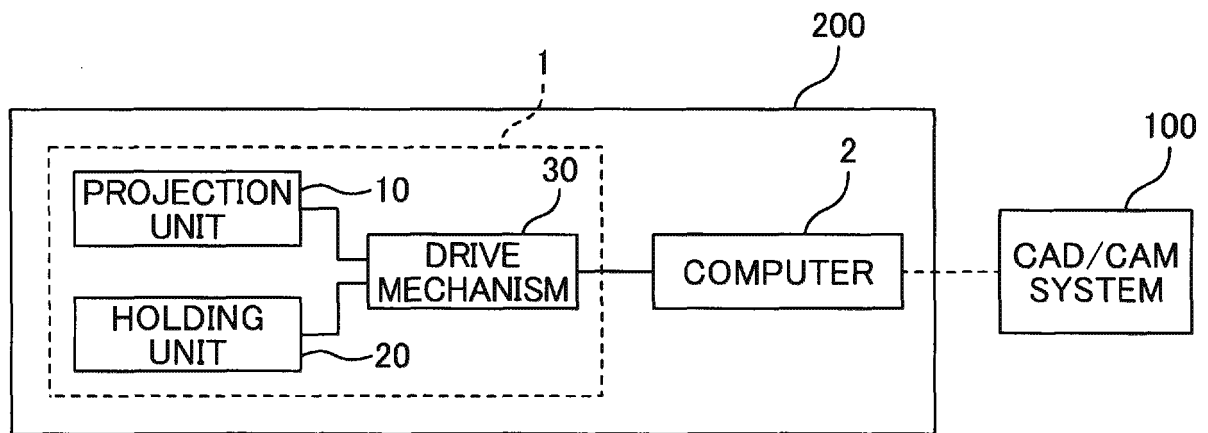 200
1
100
2
30
PROJECTION
UNIT
10
DRIVE
MECHANISM
COMPUTER
CAD/CAM
SYSTEM
HOLDING
UNIT
20